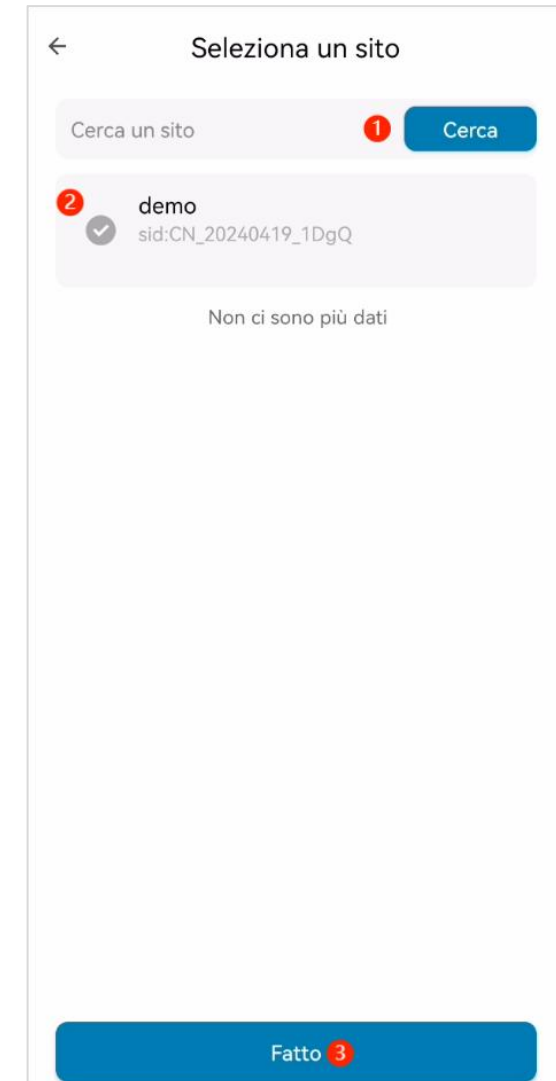 ← Seleziona un sito
Cerca un sito 1 Cerca
2 demo
sid:CN_20240419_1DgQ
Non ci sono più dati
Fatto 3